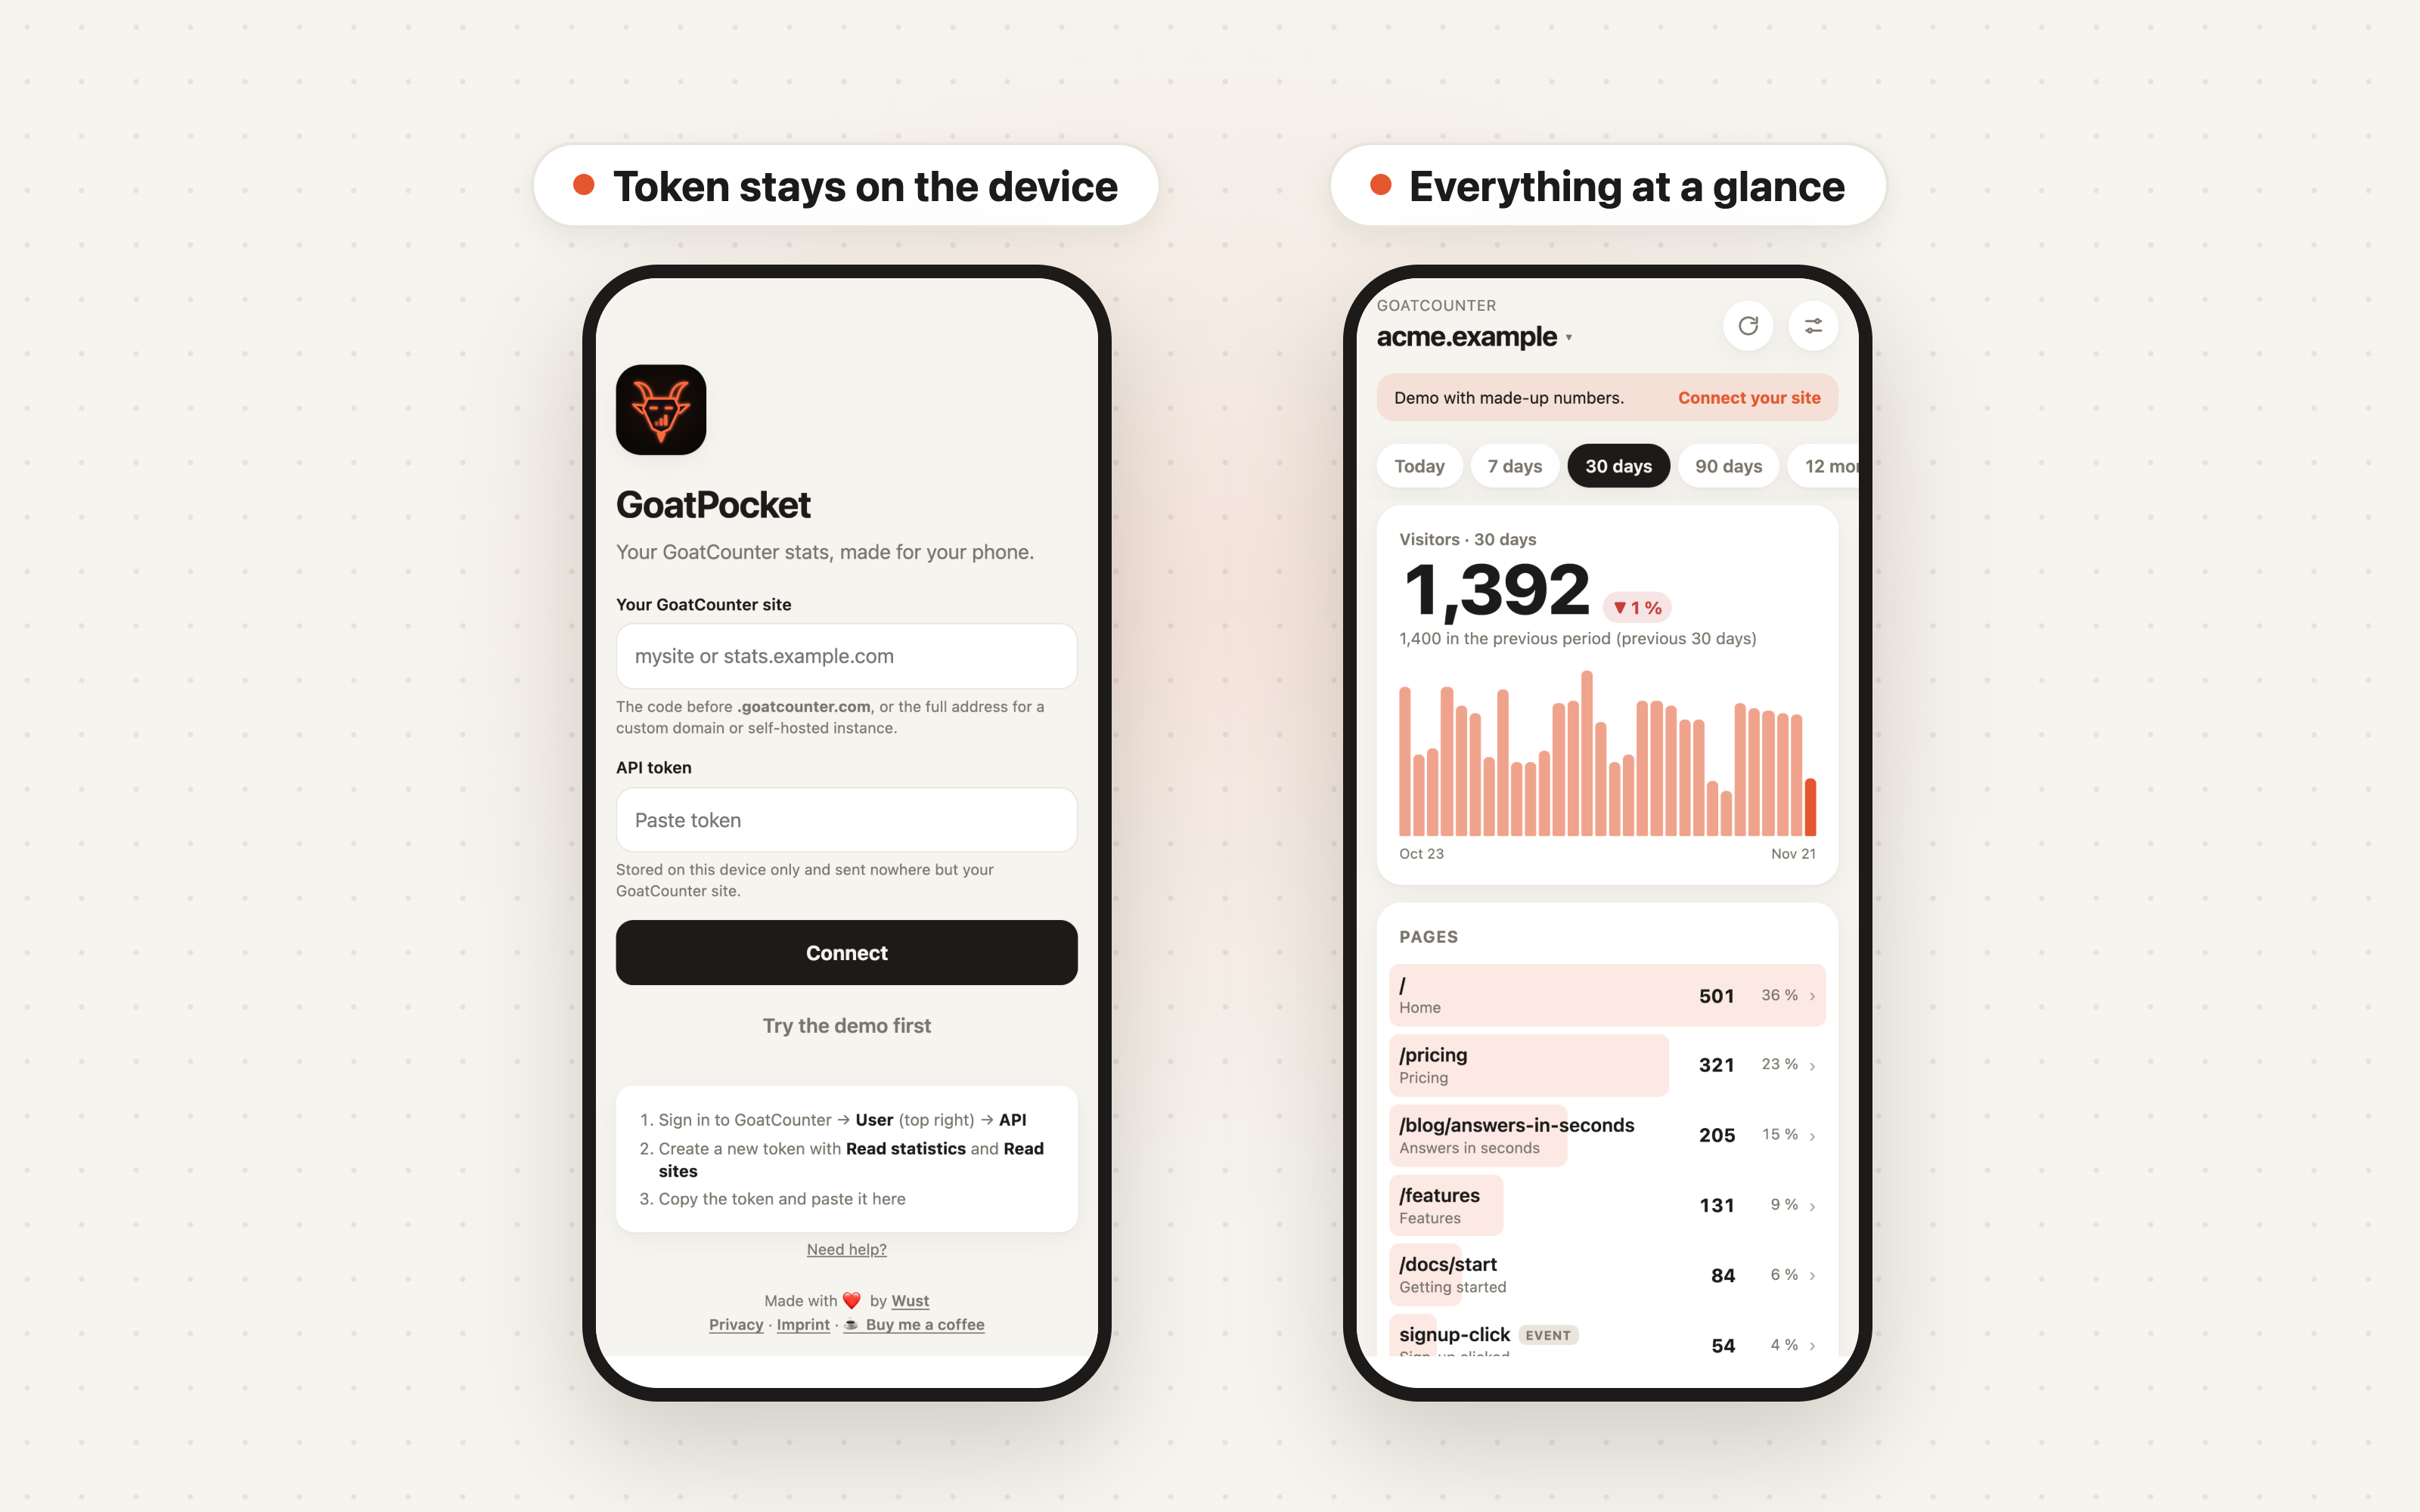 Token stays on the device
GoatPocket
Your GoatCounter stats, made for your phone.
Your GoatCounter site
mysite or stats.example.com
The code before .goatcounter.com, or the full address for a
custom domain or self-hosted instance.
API token
Paste token
Stored on this device only and sent nowhere but your
GoatCounter site.
Connect
Try the demo first
1. Sign in to GoatCounter → User (top right) → API
2. Create a new token with Read statistics and Read
sites
3. Copy the token and paste it here
Need help?
Made with ❤️ by Wust
Privacy · Imprint · ☕ Buy me a coffee
Everything at a glance
GOATCOUNTER
acme.example ▾
Demo with made-up numbers. Connect your site
Today 7 days 30 days 90 days 12 mo
Visitors · 30 days
1,392 ▼ 1 %
1,400 in the previous period (previous 30 days)
Oct 23 Nov 21
PAGES
/ 501 36 % ›
Home
/pricing 321 23 % ›
Pricing
/blog/answers-in-seconds 205 15 % ›
Answers in seconds
/features 131 9 % ›
Features
/docs/start 84 6 % ›
Getting started
signup-click EVENT 54 4 % ›
Sign-up clicked